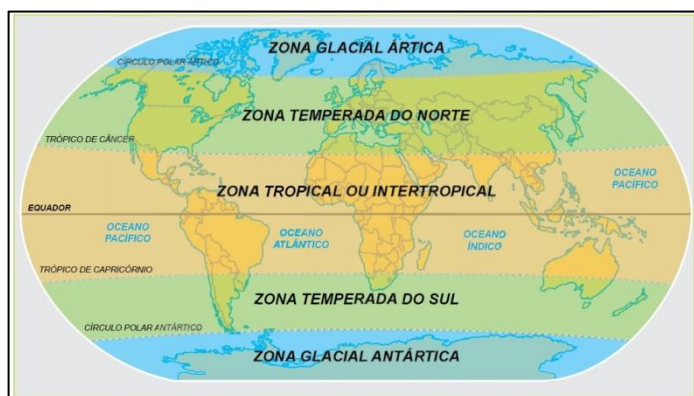 ZONA GLACIAL ÁRTICA
CÍRCULO POLAR ÁRTICO
ZONA TEMPERADA DO NORTE
TRÓPICO DE CÂNCER
OCEANO
PACÍFICO
ZONA TROPICAL OU INTERTROPICAL
EQUADOR
OCEANO
PACÍFICO
OCEANO
ATLÂNTICO
OCEANO
ÍNDICO
TRÓPICO DE CAPRICÓRNIO
ZONA TEMPERADA DO SUL
CÍRCULO POLAR ANTÁRTICO
ZONA GLACIAL ANTÁRTICA